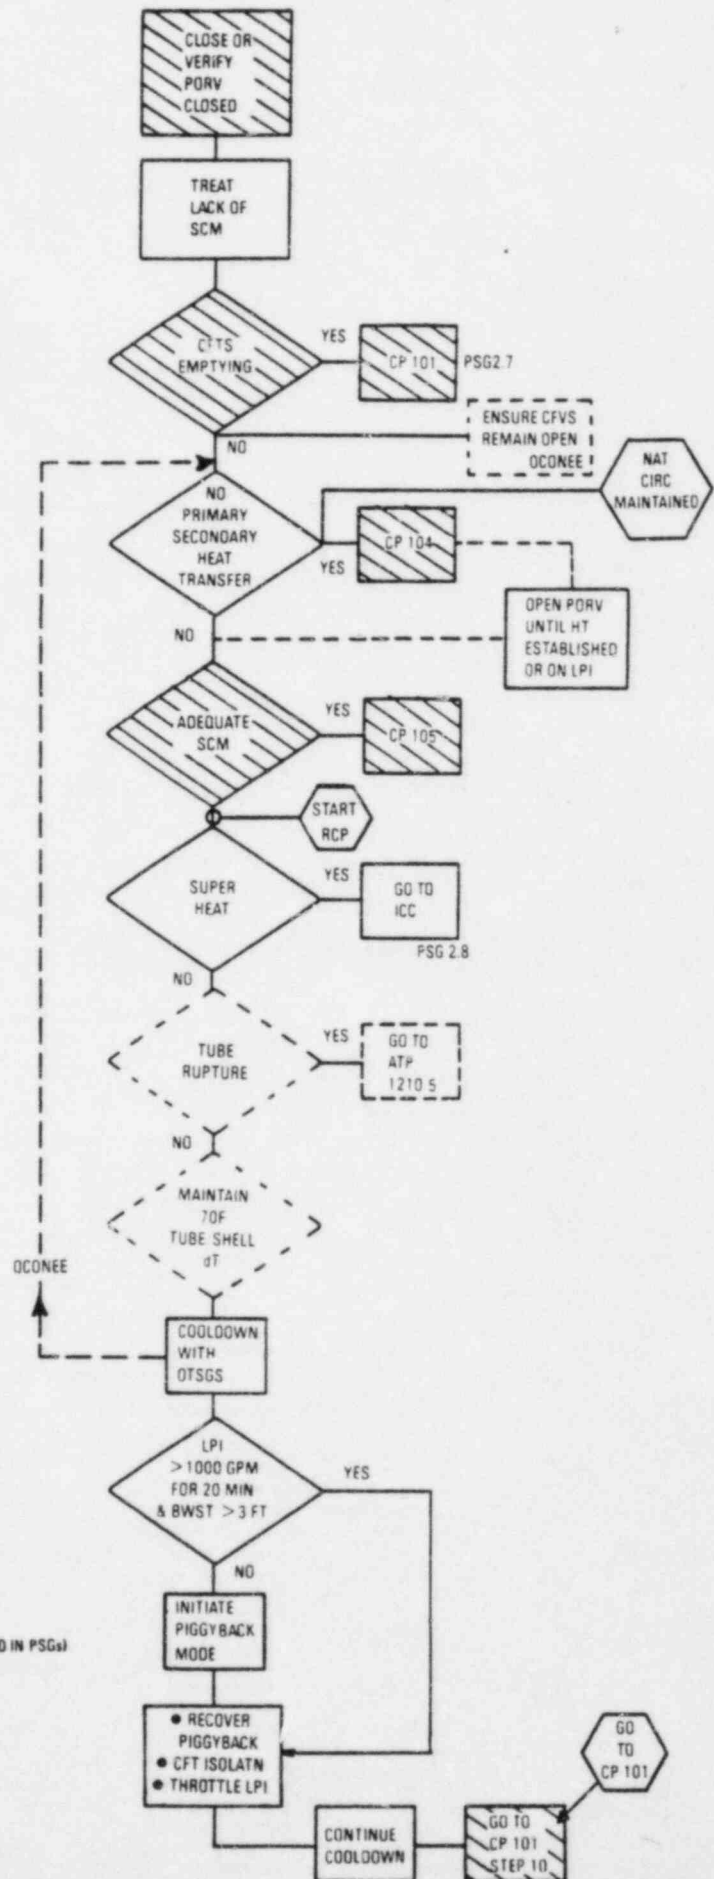 CLOSE OR
VERIFY
PORV
CLOSED
TREAT
LACK OF
SCM
CFTS
EMPTYING
YES
CP 101
PSG2.7
NO
ENSURE CFVS
REMAIN OPEN
OCONEE
NAT
CIRC
MAINTAINED
NO
PRIMARY
SECONDARY
HEAT
TRANSFER
YES
CP 104
OPEN PORV
UNTIL HT
ESTABLISHED
OR ON LPI
NO
ADEQUATE
SCM
YES
CP 105
START
RCP
SUPER
HEAT
YES
GO TO
ICC
PSG 2.8
NO
TUBE
RUPTURE
YES
GO TO
ATP
1210 5
NO
MAINTAIN
70F
TUBE SHELL
dT
OCONEE
COOLDOWN
WITH
OTSGS
LPI
> 1000 GPM
FOR 20 MIN
& BWST > 3 FT
YES
NO
INITIATE
PIGGYBACK
MODE
D IN PSGs)
● RECOVER
PIGGYBACK
● CFT ISOLATN
● THROTTLE LPI
GO
TO
CP 101
CONTINUE
COOLDOWN
GO TO
CP 101
STEP 10